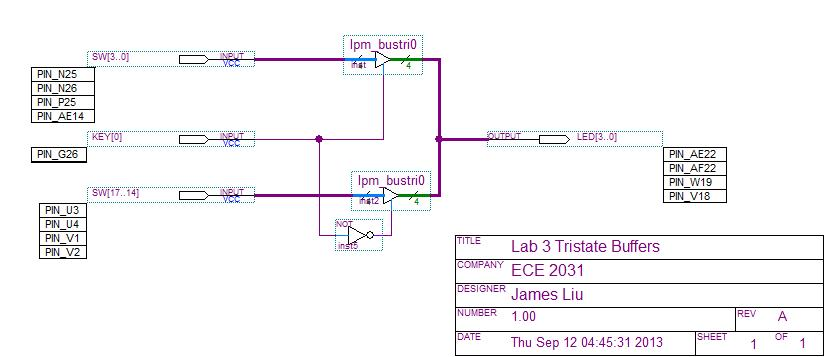 lpm_bustri0
SW[3..0]
INPUT
VCC
inst
4
PIN_N25
PIN_N26
PIN_P25
PIN_AE14
KEY[0]
INPUT
VCC
OUTPUT
LED[3..0]
PIN_G26
PIN_AE22
PIN_AF22
PIN_W19
PIN_V18
lpm_bustri0
SW[17..14]
INPUT
VCC
inst2
4
PIN_U3
PIN_U4
PIN_V1
PIN_V2
NOT
inst5
TITLE Lab 3 Tristate Buffers
COMPANY ECE 2031
DESIGNER James Liu
NUMBER 1.00 REV A
DATE Thu Sep 12 04:45:31 2013 SHEET 1 OF 1